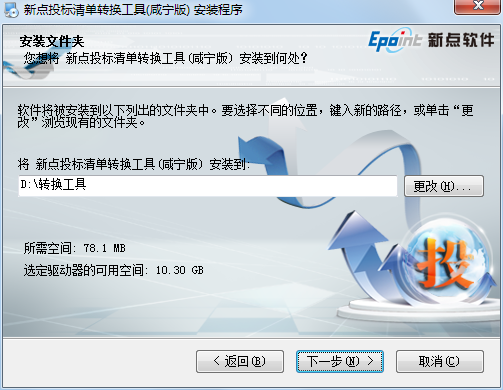 新点投标清单转换工具(咸宁版) 安装程序
安装文件夹
您想将 新点投标清单转换工具(咸宁版) 安装到何处？
Epoint 新点软件
软件将被安装到以下列出的文件夹中。要选择不同的位置，键入新的路径，或单击“更
改”浏览现有的文件夹。
将 新点投标清单转换工具(咸宁版) 安装到:
D:\转换工具
更改(H)...
所需空间: 78.1 MB
选定驱动器的可用空间: 10.30 GB
投
< 返回(B)
下一步(N) >
取消(C)